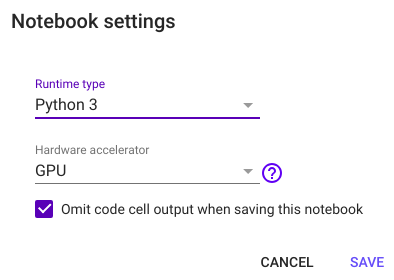 Notebook settings
Runtime type
Python 3
Hardware accelerator
GPU
Omit code cell output when saving this notebook
CANCEL SAVE